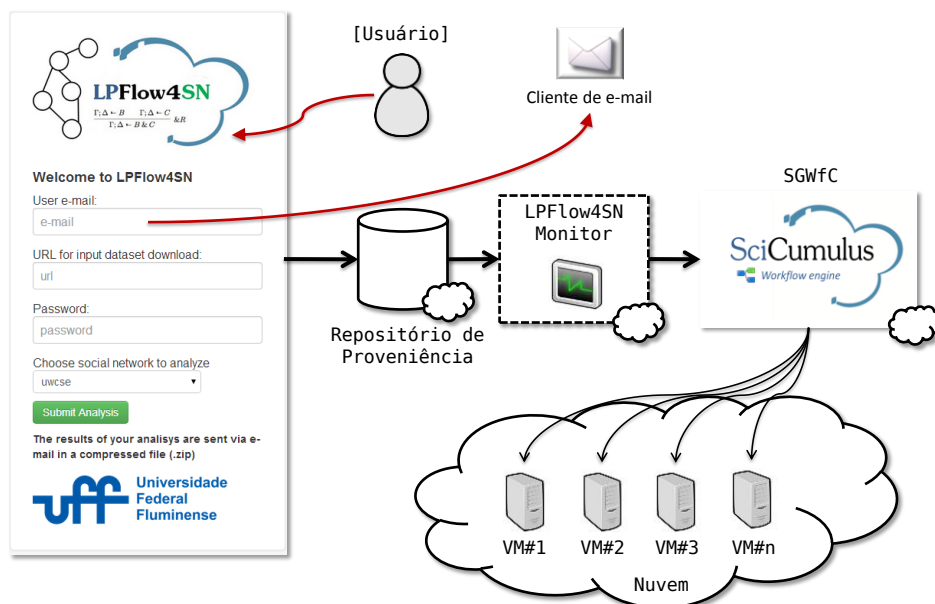 LPFlow4SN
Γ;Δ ← B Γ;Δ ← C
Γ;Δ ← B & C
&R
Welcome to LPFlow4SN
User e-mail:
e-mail
URL for input dataset download:
url
Password:
password
Choose social network to analyze
uwcse
Submit Analysis
The results of your analisys are sent via e-
mail in a compressed file (.zip)
uff
Universidade
Federal
Fluminense
[Usuário]
Cliente de e-mail
Repositório de
Proveniência
LPFlow4SN
Monitor
SGWfC
SciCumulus
Workflow engine
VM#1
VM#2
VM#3
VM#n
Nuvem